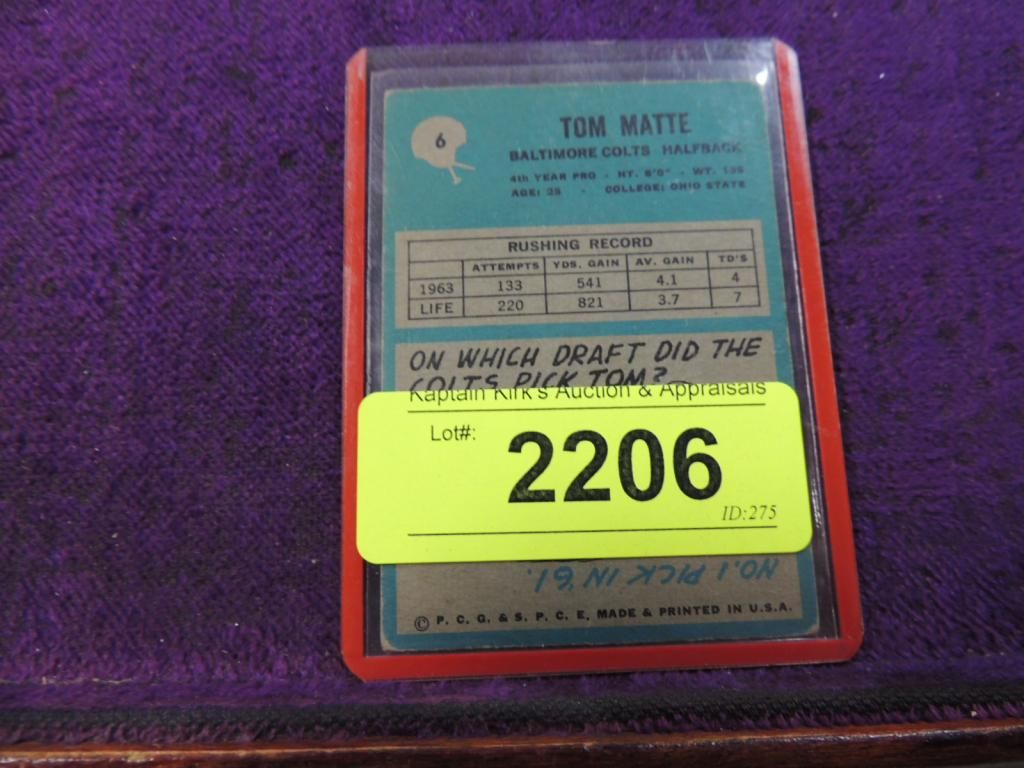 6
TOM MATTE
BALTIMORE COLTS HALFBACK
4th YEAR PRO - HT. 6'0" - WT.
AGE: 25 - COLLEGE: OHIO STATE
RUSHING RECORD
ATTEMPTS YDS. GAIN AV. GAIN TD'S
1963 133 541 4.1 4
LIFE 220 821 3.7 7
ON WHICH DRAFT DID THE
COLTS PICK TOM?
Kaptain Kirk's Auction & Appraisals
Lot#:
2206
ID:275
NO. 1 PICK IN '61.
© P. C. G. & S. P. C. E, MADE & PRINTED IN U.S.A.